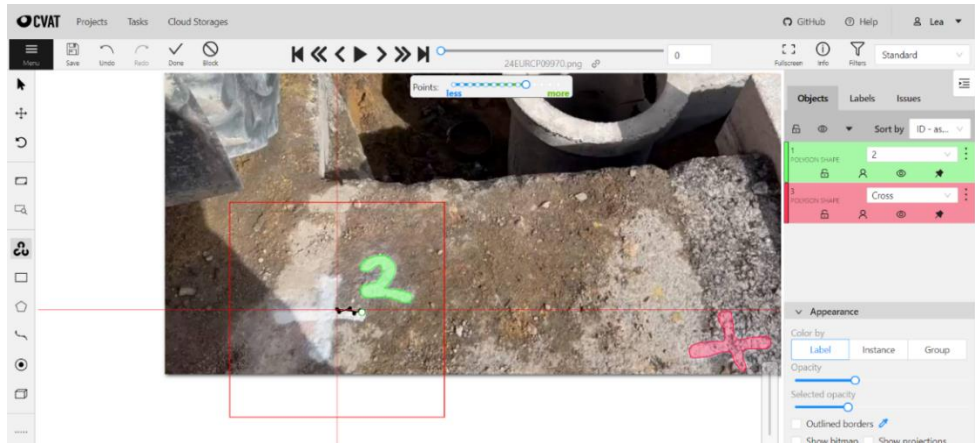 CVAT Projects Tasks Cloud Storages GitHub Help Lea
Menu Save Undo Redo Done Block 24EURCP09970.png 0 Fullscreen Info Filters Standard
Points: less more
2
Objects Labels Issues
Sort by ID - as...
1
POLYGON SHAPE 2
3
POLYGON SHAPE Cross
Appearance
Color by
Label Instance Group
Opacity
Selected opacity
Outlined borders
Show bitmap Show projections